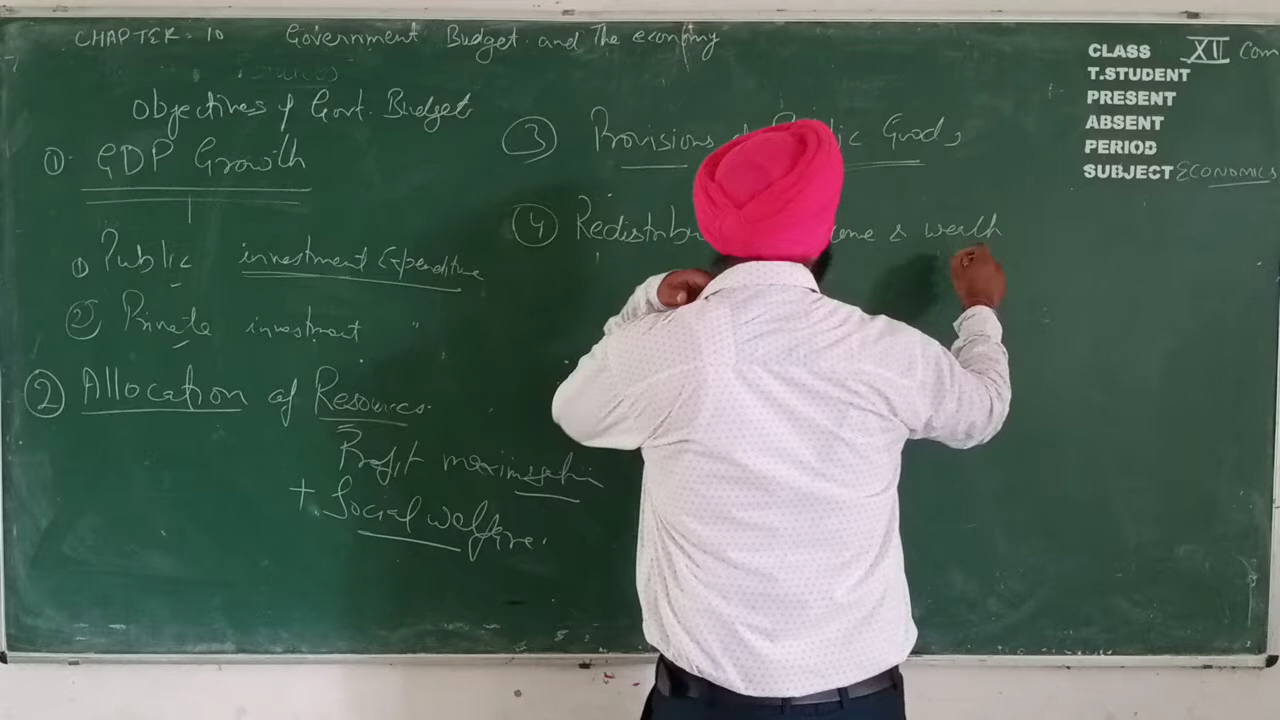 CHAPTER - 10 Government Budget and The economy
Objectives of Govt. Budget
① GDP Growth
① Public investment Expenditure
② Private investment "
② Allocation of Resources
Profit maximisation
+ Social welfare.
③ Provisions Goods
④ & wealth
CLASS XII Com
T.STUDENT
PRESENT
ABSENT
PERIOD
SUBJECT ECONOMICS